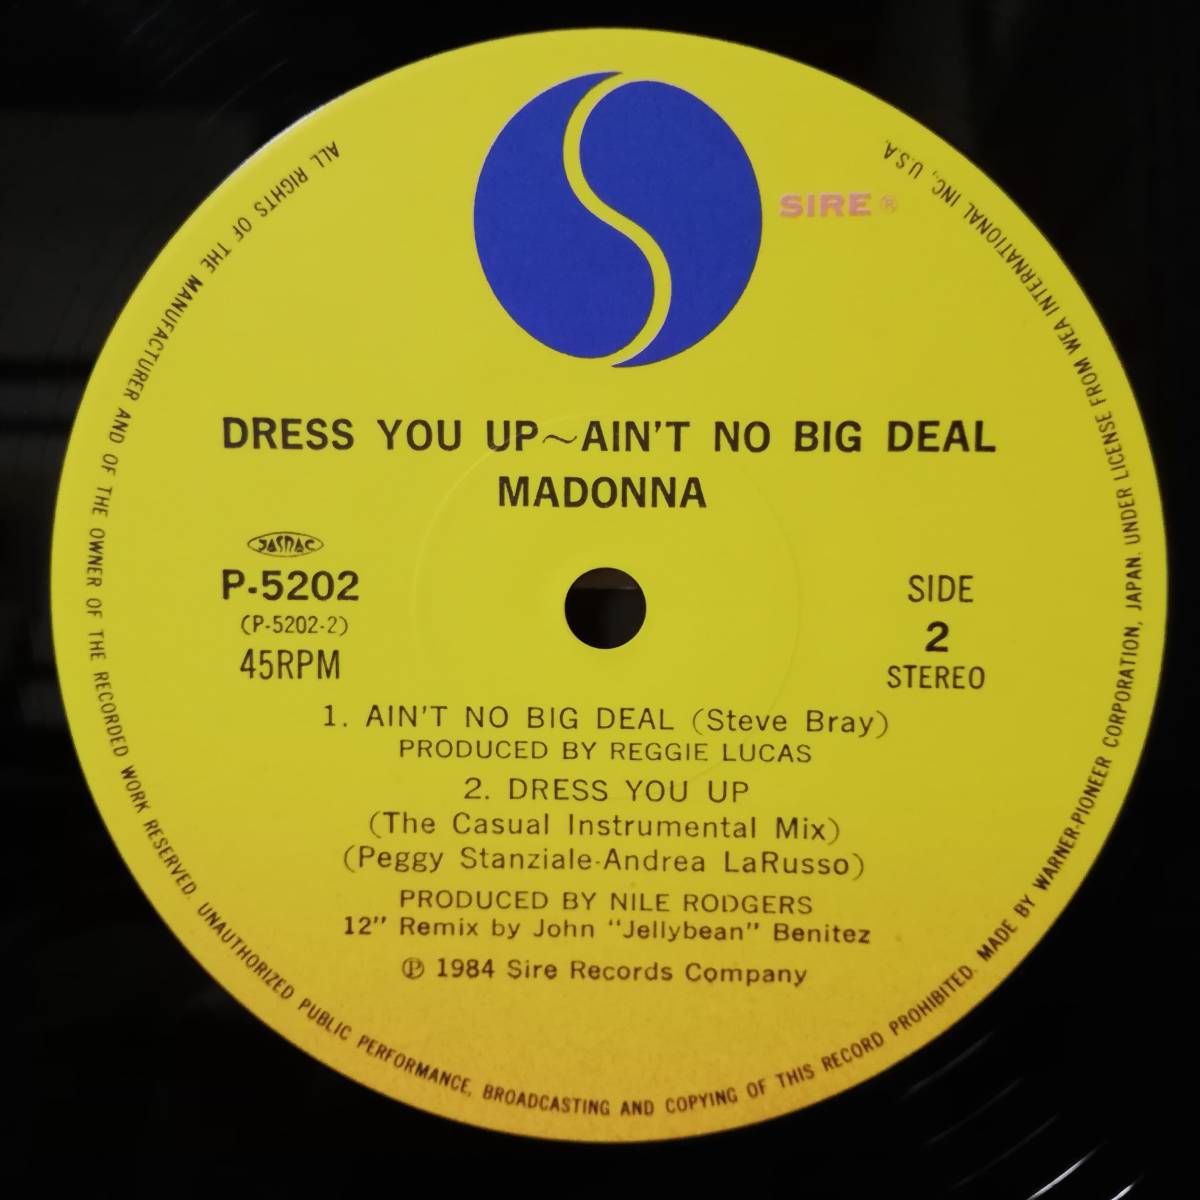 SIRE ®
DRESS YOU UP~AIN'T NO BIG DEAL
MADONNA
JASRAC
P-5202
(P-5202-2)
45RPM
SIDE
2
STEREO
1. AIN'T NO BIG DEAL (Steve Bray)
PRODUCED BY REGGIE LUCAS
2. DRESS YOU UP
(The Casual Instrumental Mix)
(Peggy Stanziale-Andrea LaRusso)
PRODUCED BY NILE RODGERS
12" Remix by John "Jellybean" Benitez
℗ 1984 Sire Records Company
ALL RIGHTS OF THE MANUFACTURER AND OF THE OWNER OF THE RECORDED WORK RESERVED. UNAUTHORIZED PUBLIC PERFORMANCE, BROADCASTING AND COPYING OF THIS RECORD PROHIBITED. MADE BY WARNER-PIONEER CORPORATION, JAPAN. UNDER LICENSE FROM WEA INTERNATIONAL INC., U.S.A.